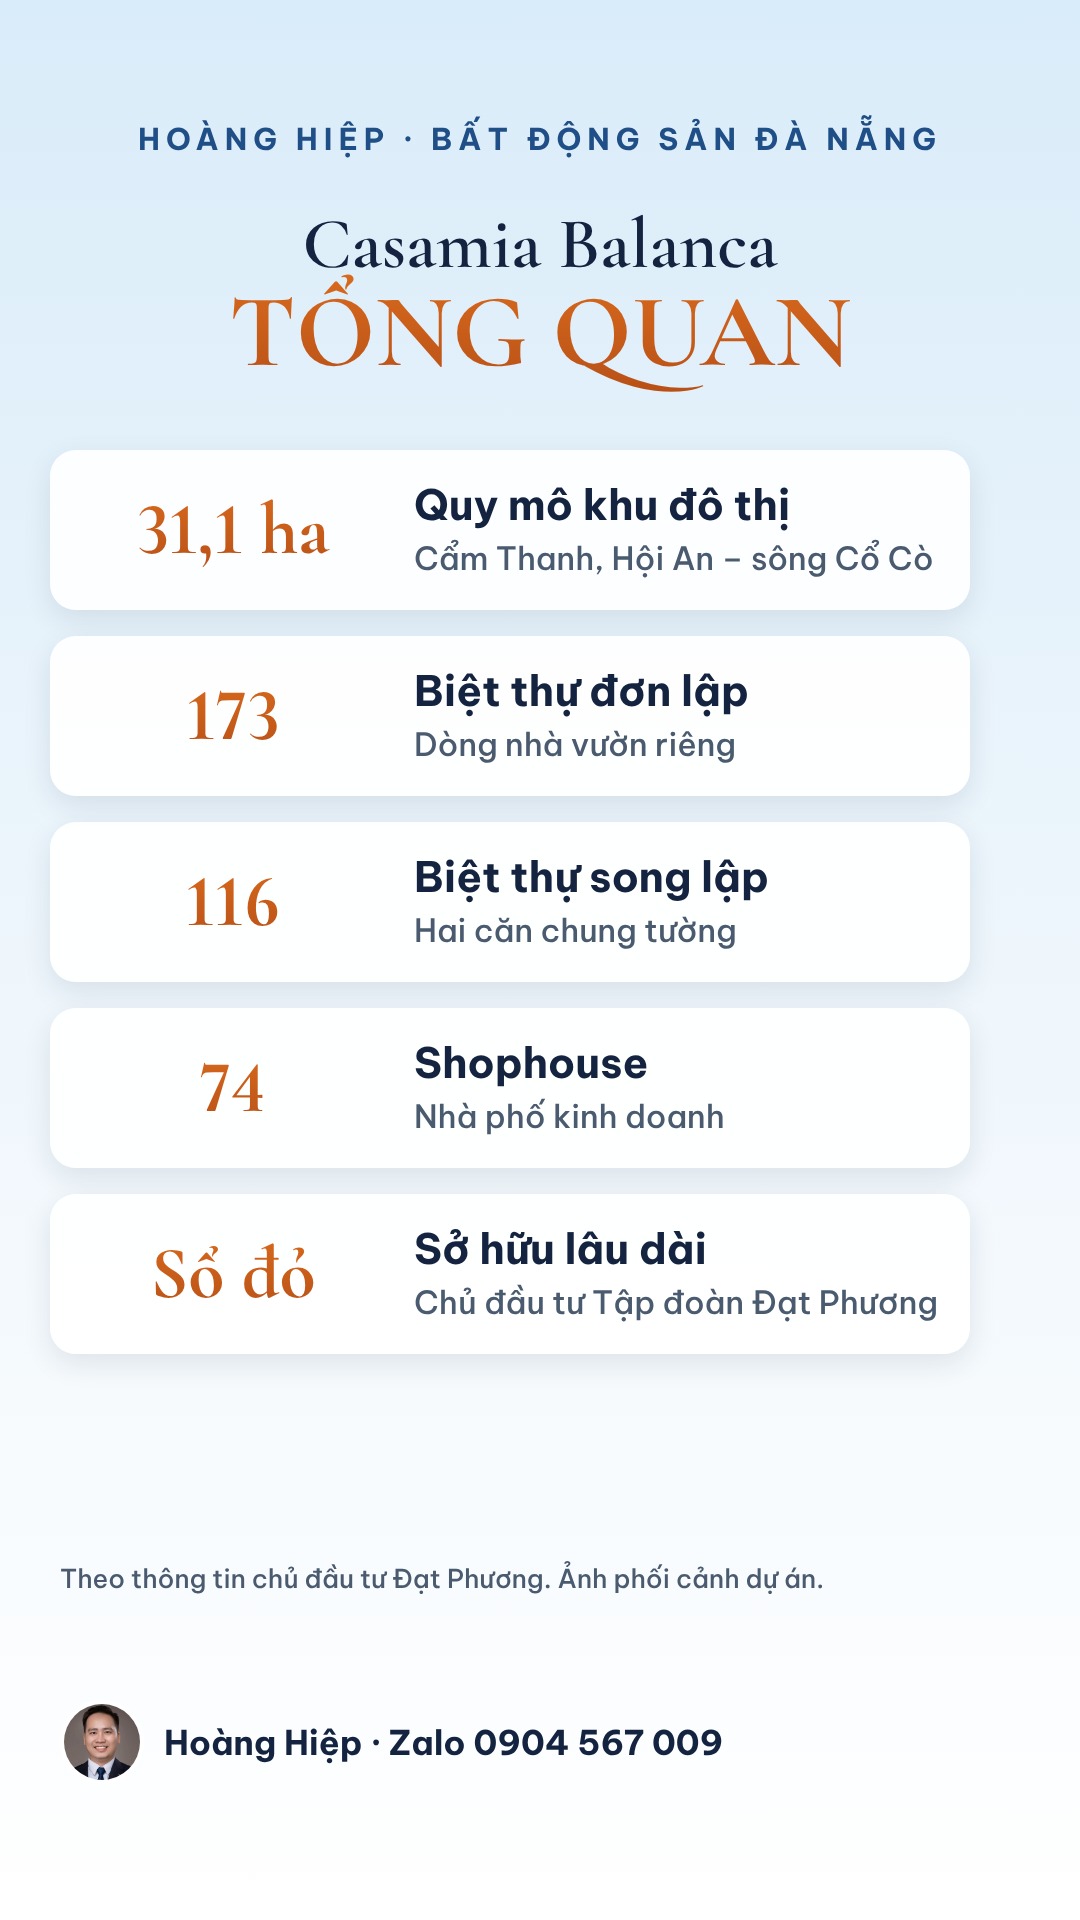 HOÀNG HIỆP · BẤT ĐỘNG SẢN ĐÀ NẴNG
Casamia Balanca
TỔNG QUAN
31,1 ha
Quy mô khu đô thị
Cẩm Thanh, Hội An – sông Cổ Cò
173
Biệt thự đơn lập
Dòng nhà vườn riêng
116
Biệt thự song lập
Hai căn chung tường
74
Shophouse
Nhà phố kinh doanh
Sổ đỏ
Sở hữu lâu dài
Chủ đầu tư Tập đoàn Đạt Phương
Theo thông tin chủ đầu tư Đạt Phương. Ảnh phối cảnh dự án.
Hoàng Hiệp · Zalo 0904 567 009